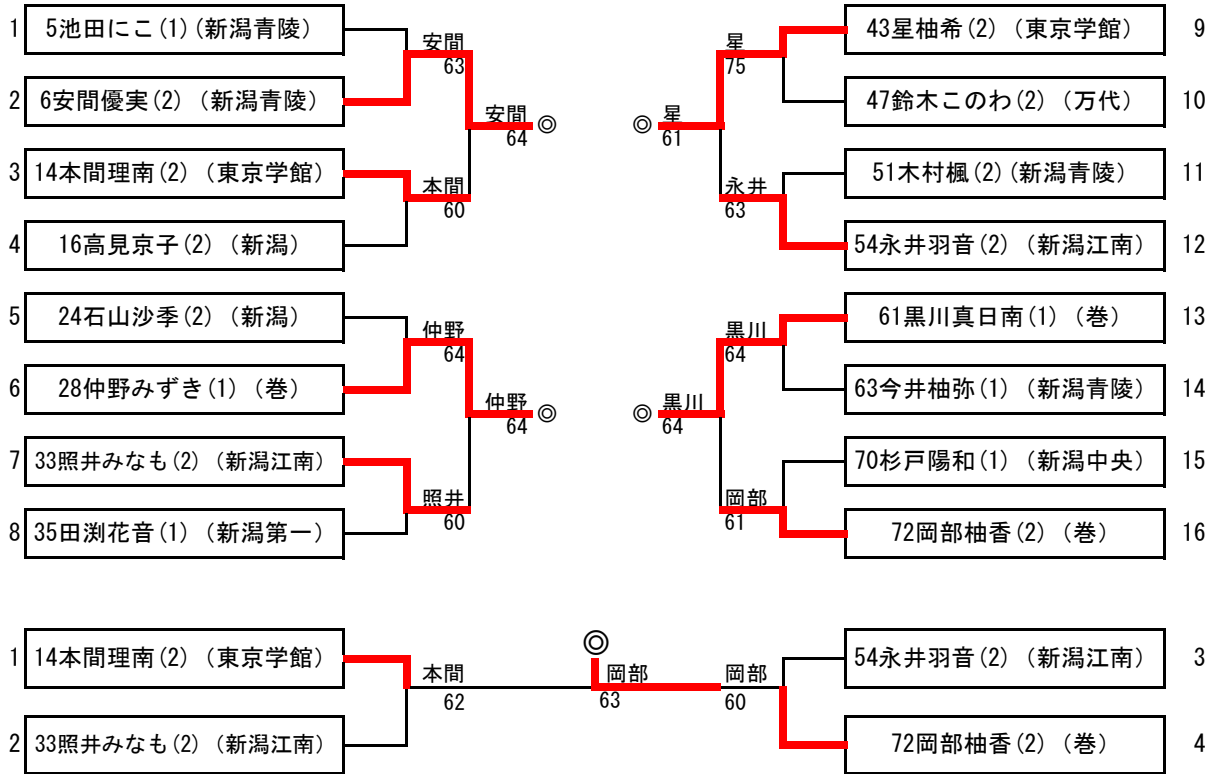 1 5池田にこ(1)(新潟青陵)
安間
63
2 6安間優実(2)(新潟青陵)
安間 ◎
64
3 14本間理南(2)(東京学館)
本間
60
4 16高見京子(2)(新潟)
5 24石山沙季(2)(新潟)
仲野
64
6 28仲野みずき(1)(巻)
仲野 ◎
64
7 33照井みなも(2)(新潟江南)
照井
60
8 35田渕花音(1)(新潟第一)
星
75
43星柚希(2)(東京学館) 9
47鈴木このわ(2)(万代) 10
◎ 星
61
51木村楓(2)(新潟青陵) 11
永井
63
54永井羽音(2)(新潟江南) 12
61黒川真日南(1)(巻) 13
黒川
64
63今井柚弥(1)(新潟青陵) 14
◎ 黒川
64
70杉戸陽和(1)(新潟中央) 15
岡部
61
72岡部柚香(2)(巻) 16
1 14本間理南(2)(東京学館)
本間
62
2 33照井みなも(2)(新潟江南)
◎
岡部
63
岡部
60
54永井羽音(2)(新潟江南) 3
72岡部柚香(2)(巻) 4